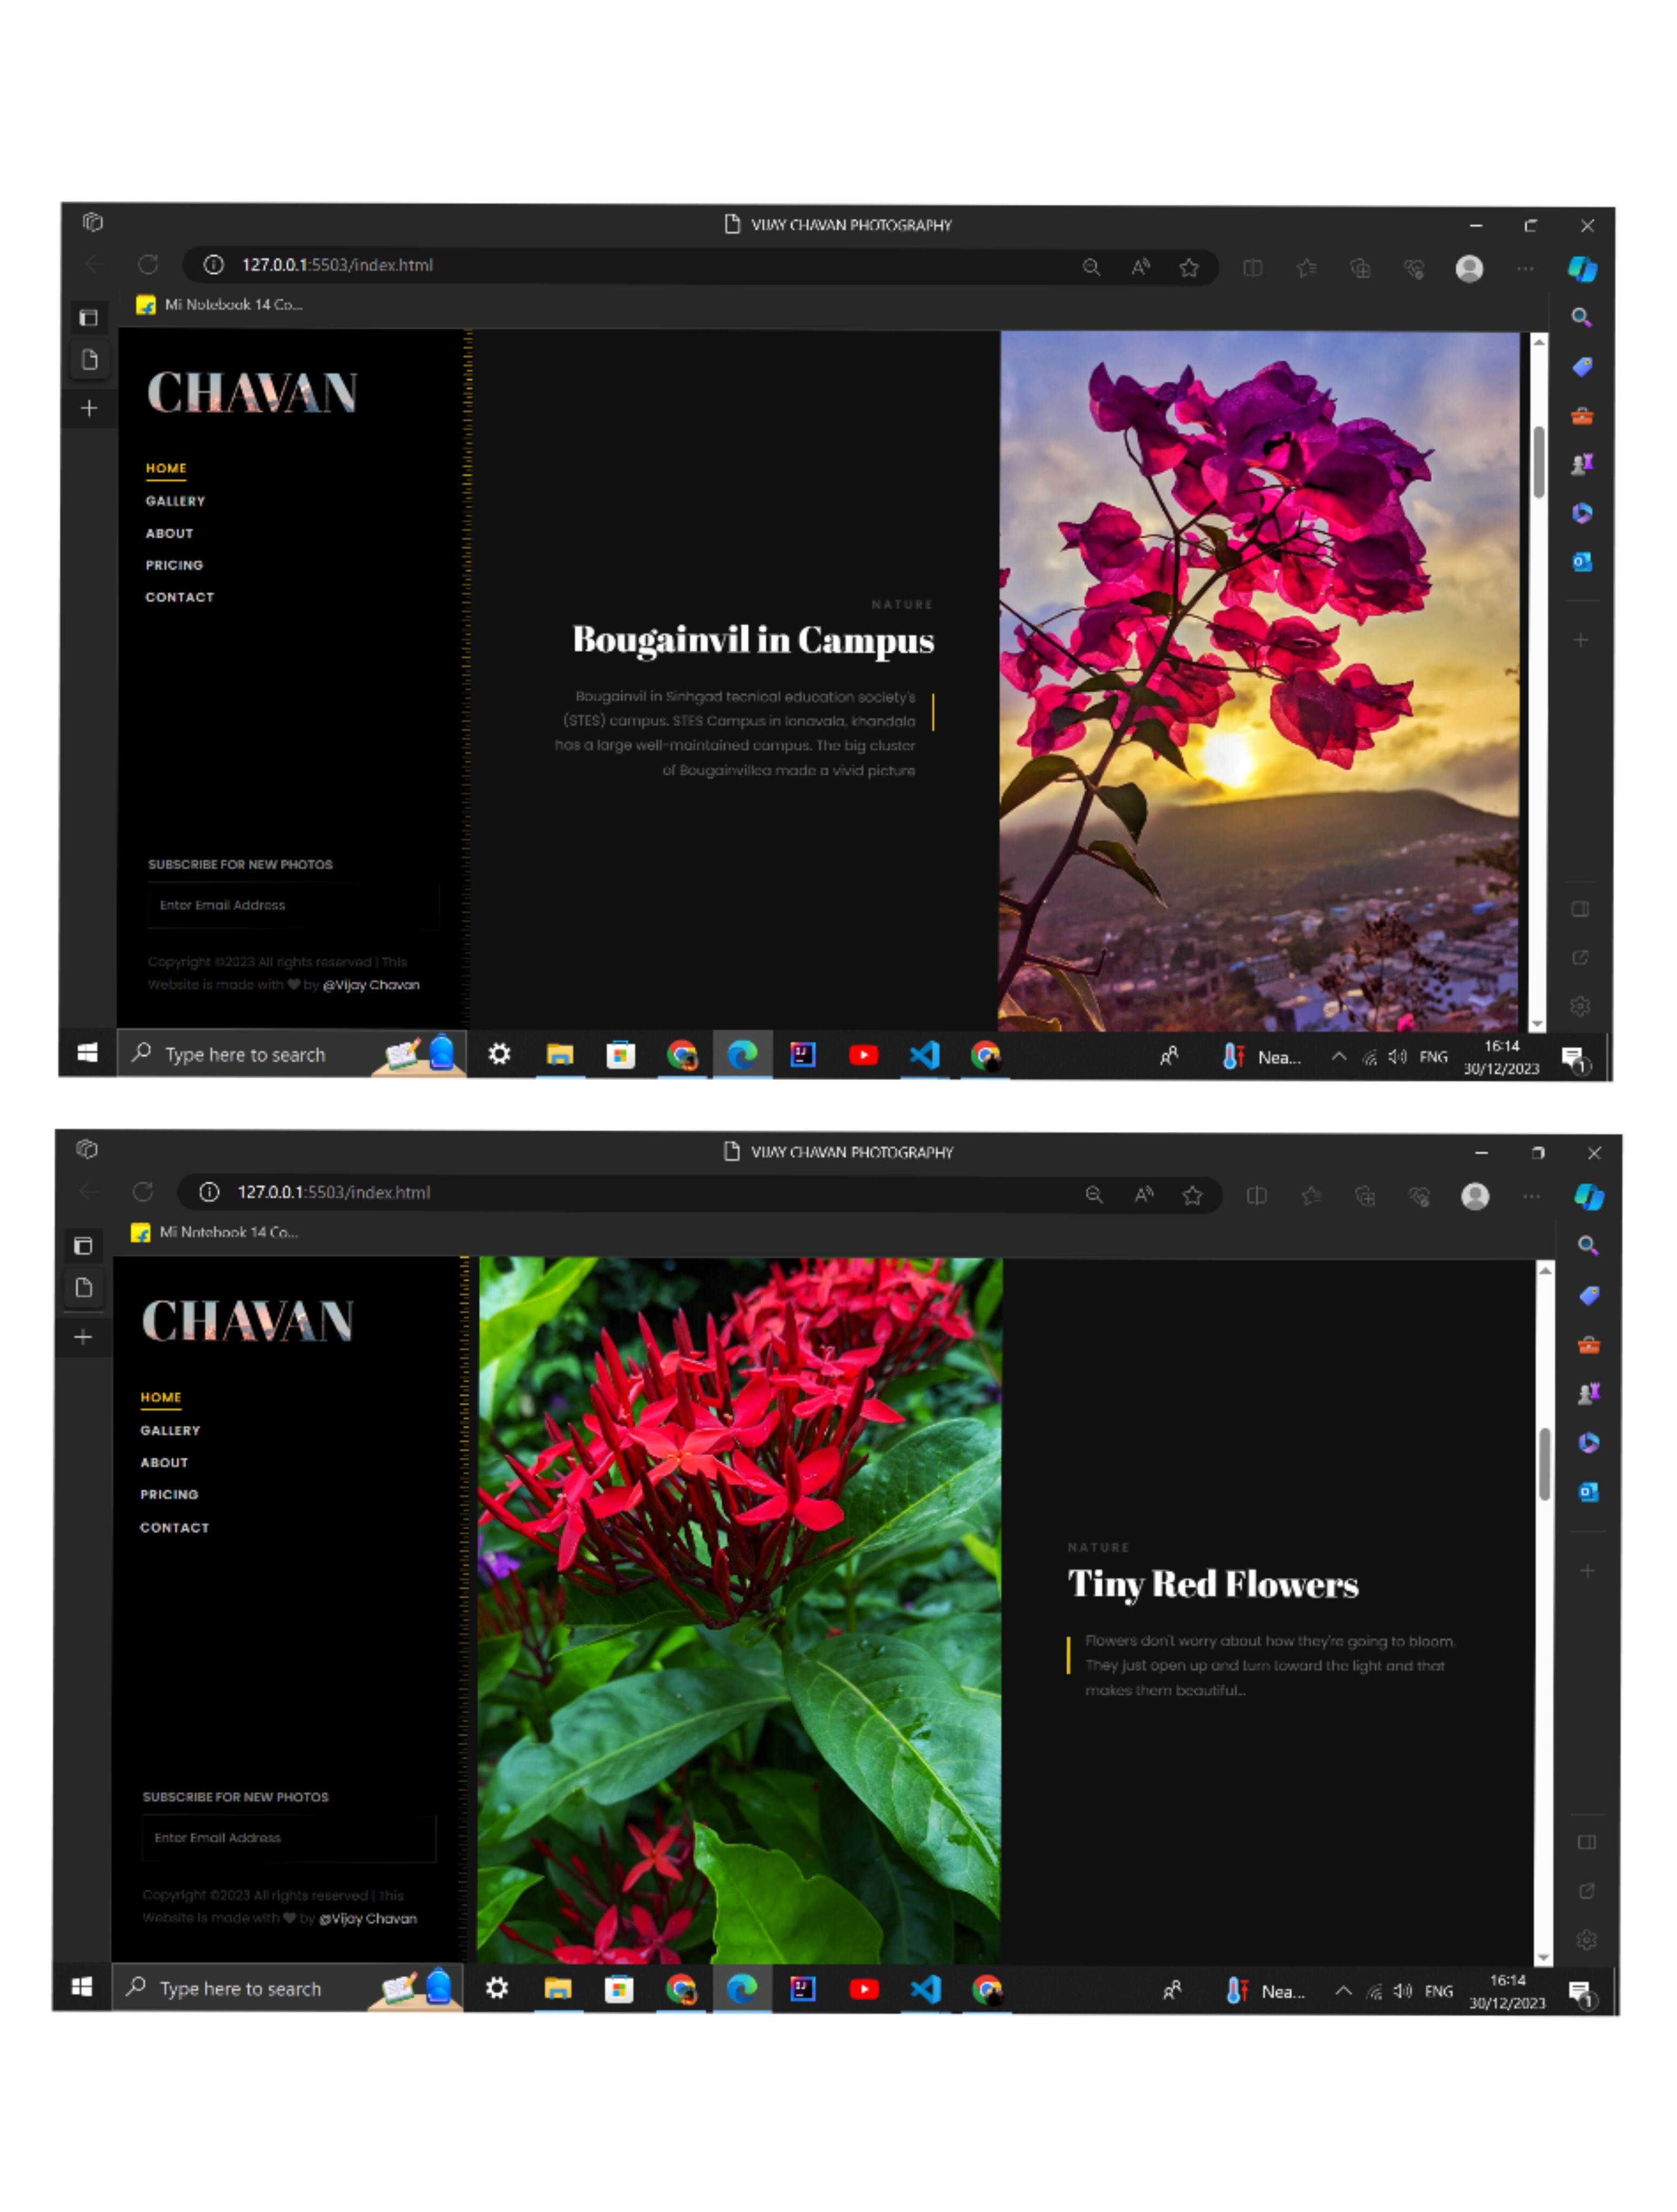 VIJAY CHAVAN PHOTOGRAPHY
127.0.0.1:5503/index.html
Mi Notebook 14 Co...
CHAVAN
HOME
GALLERY
ABOUT
PRICING
CONTACT
NATURE
Bougainvil in Campus
Bougainvil in Sinhgad tecnical education society's
(STES) campus. STES Campus in lonavala, khandala
has a large well-maintained campus. The big cluster
of Bougainvillea made a vivid picture
SUBSCRIBE FOR NEW PHOTOS
Enter Email Address
Copyright ©2023 All rights reserved | This
Website is made with ♥ by @Vijay Chavan
Type here to search
Nea...
ENG
16:14
30/12/2023
1
VIJAY CHAVAN PHOTOGRAPHY
127.0.0.1:5503/index.html
Mi Notebook 14 Co...
CHAVAN
HOME
GALLERY
ABOUT
PRICING
CONTACT
NATURE
Tiny Red Flowers
Flowers don't worry about how they're going to bloom.
They just open up and turn toward the light and that
makes them beautiful...
SUBSCRIBE FOR NEW PHOTOS
Enter Email Address
Copyright ©2023 All rights reserved | This
Website is made with ♥ by @Vijay Chavan
Type here to search
Nea...
ENG
16:14
30/12/2023
1